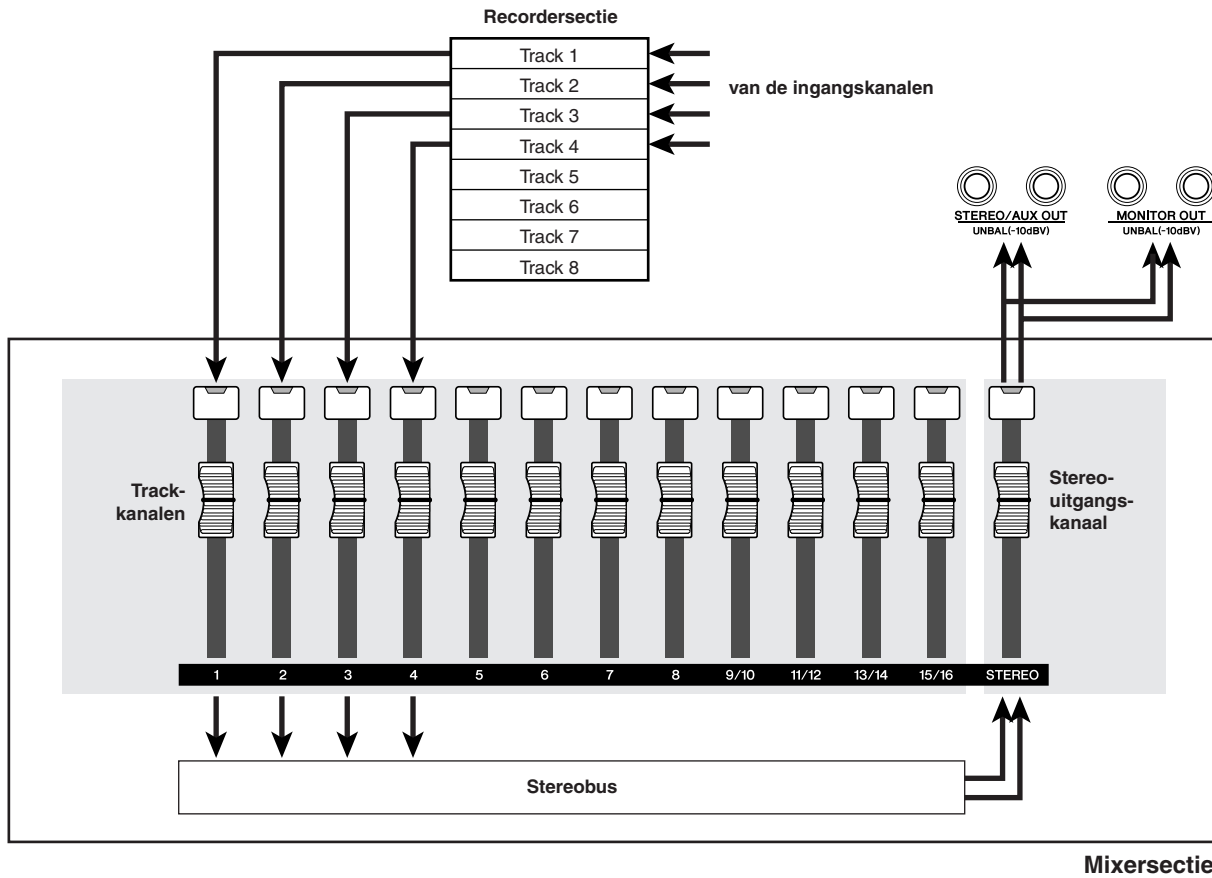 Recordersectie
Track 1
Track 2
Track 3
Track 4
Track 5
Track 6
Track 7
Track 8
van de ingangskanalen
STEREO/AUX OUT
UNBAL(-10dBV)
MONITOR OUT
UNBAL(-10dBV)
Track-
kanalen
Stereo-
uitgangs-
kanaal
1 2 3 4 5 6 7 8 9/10 11/12 13/14 15/16 STEREO
Stereobus
Mixersectie